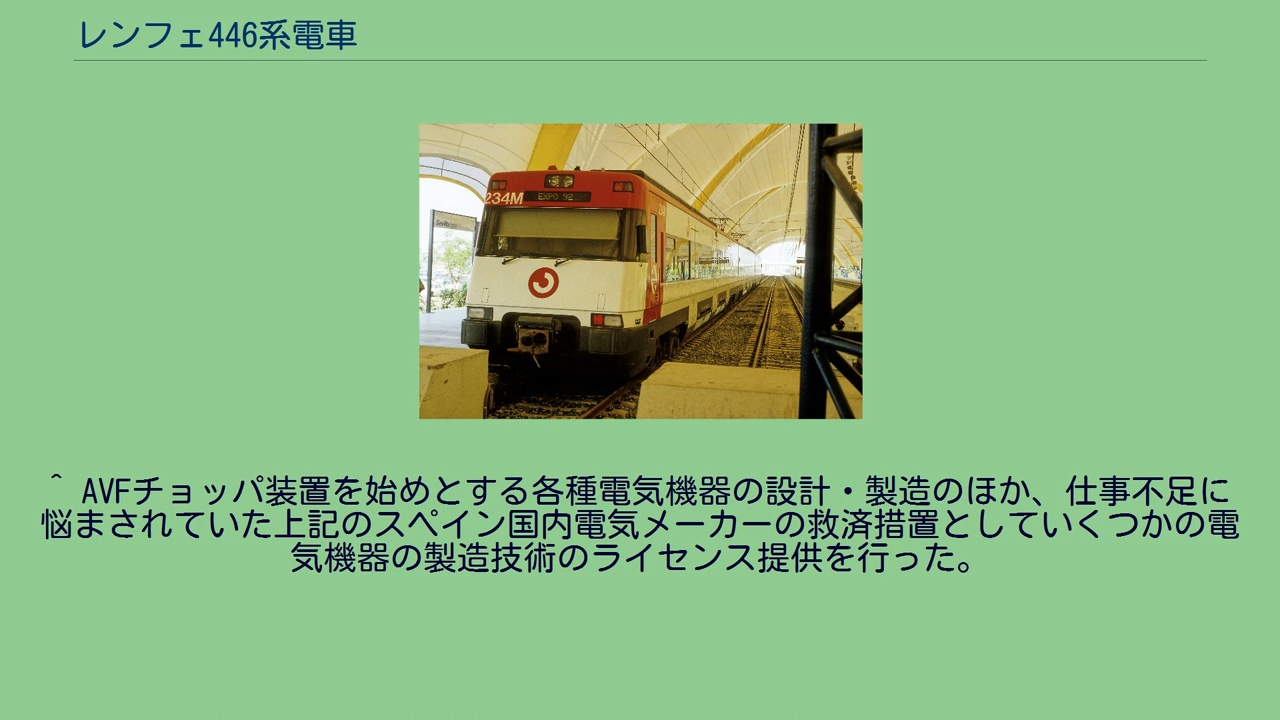 レンフェ446系電車
234M
EXPO 92
^ AVFチョッパ装置を始めとする各種電気機器の設計・製造のほか、仕事不足に
悩まされていた上記のスペイン国内電気メーカーの救済措置としていくつかの電
気機器の製造技術のライセンス提供を行った。